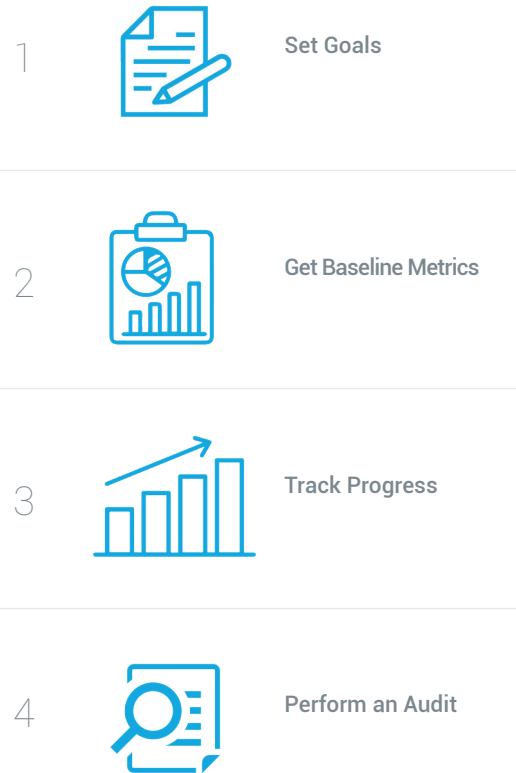 1
Set Goals
2
Get Baseline Metrics
3
Track Progress
4
Perform an Audit